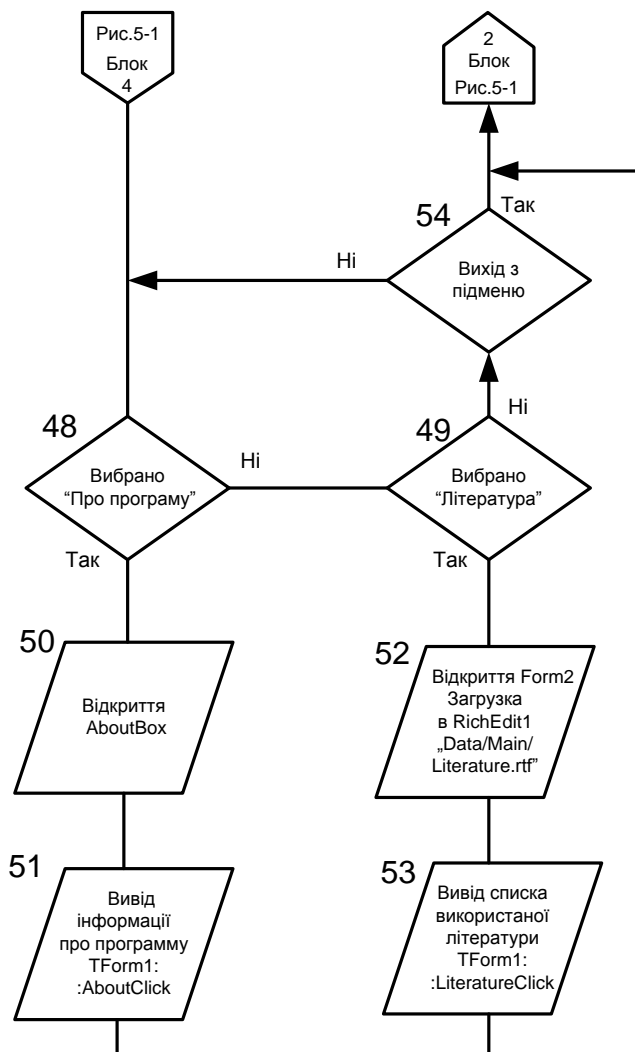 Рис.5-1
Блок
4
2
Блок
Рис.5-1
54
Так
Ні
Вихід з
підменю
48
Ні
49
Ні
Вибрано
“Про програму”
Вибрано
“Література”
Так
Так
50
Відкриття
AboutBox
52
Відкриття Form2
Загрузка
в RichEdit1
„Data/Main/
Literature.rtf”
51
Вивід
інформації
про программу
TForm1:
:AboutClick
53
Вивід списка
використаної
літератури
TForm1:
:LiteratureClick